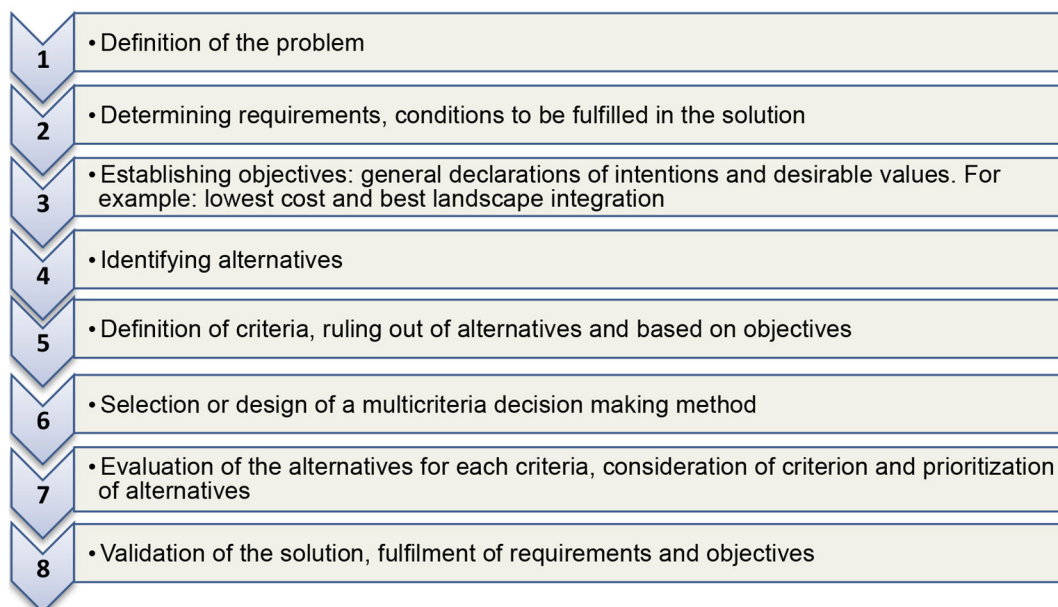 1
• Definition of the problem
2
• Determining requirements, conditions to be fulfilled in the solution
3
• Establishing objectives: general declarations of intentions and desirable values. For
example: lowest cost and best landscape integration
4
• Identifying alternatives
5
• Definition of criteria, ruling out of alternatives and based on objectives
6
• Selection or design of a multicriteria decision making method
7
• Evaluation of the alternatives for each criteria, consideration of criterion and prioritization
of alternatives
8
• Validation of the solution, fulfilment of requirements and objectives